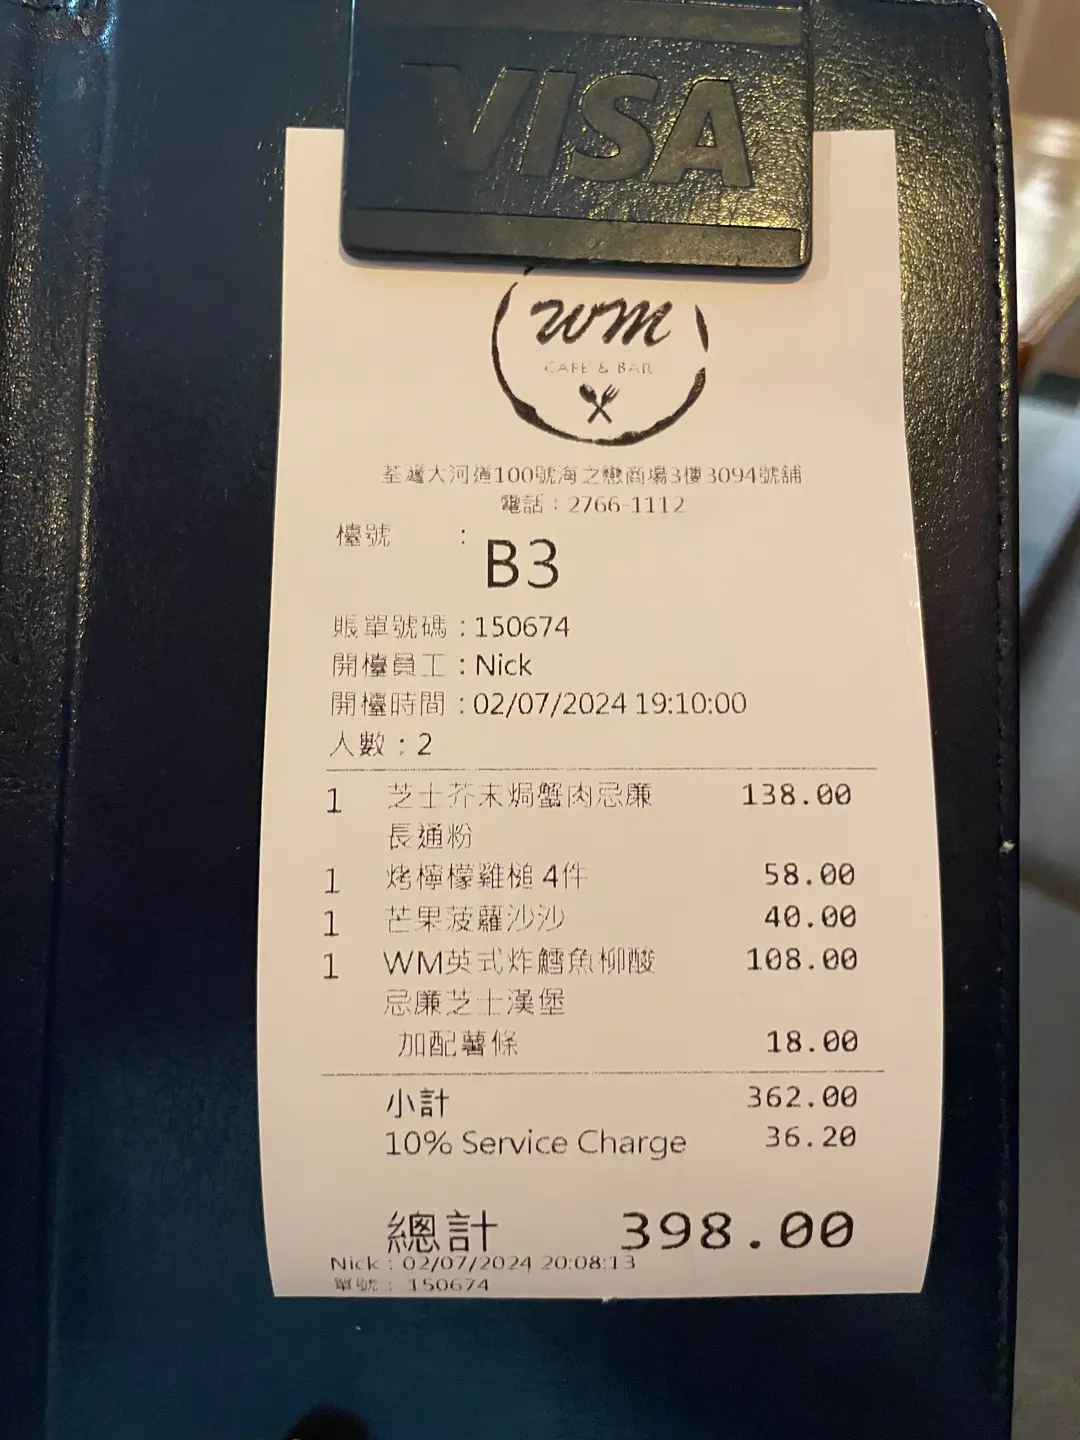 VISA
WM
CAFE & BAR
荃灣大河道100號海之戀商場3樓3094號舖
電話：2766-1112
檯號 ：
B3
賬單號碼：150674
開檯員工：Nick
開檯時間：02/07/2024 19:10:00
人數：2
1 芝士芥末焗蟹肉忌廉 138.00
長通粉
1 烤檸檬雞槌 4件 58.00
1 芒果菠蘿沙沙 40.00
1 WM英式炸鱈魚柳酸 108.00
忌廉芝士漢堡
加配薯條 18.00
小計 362.00
10% Service Charge 36.20
總計 398.00
Nick：02/07/2024 20:08:13
單號：150674